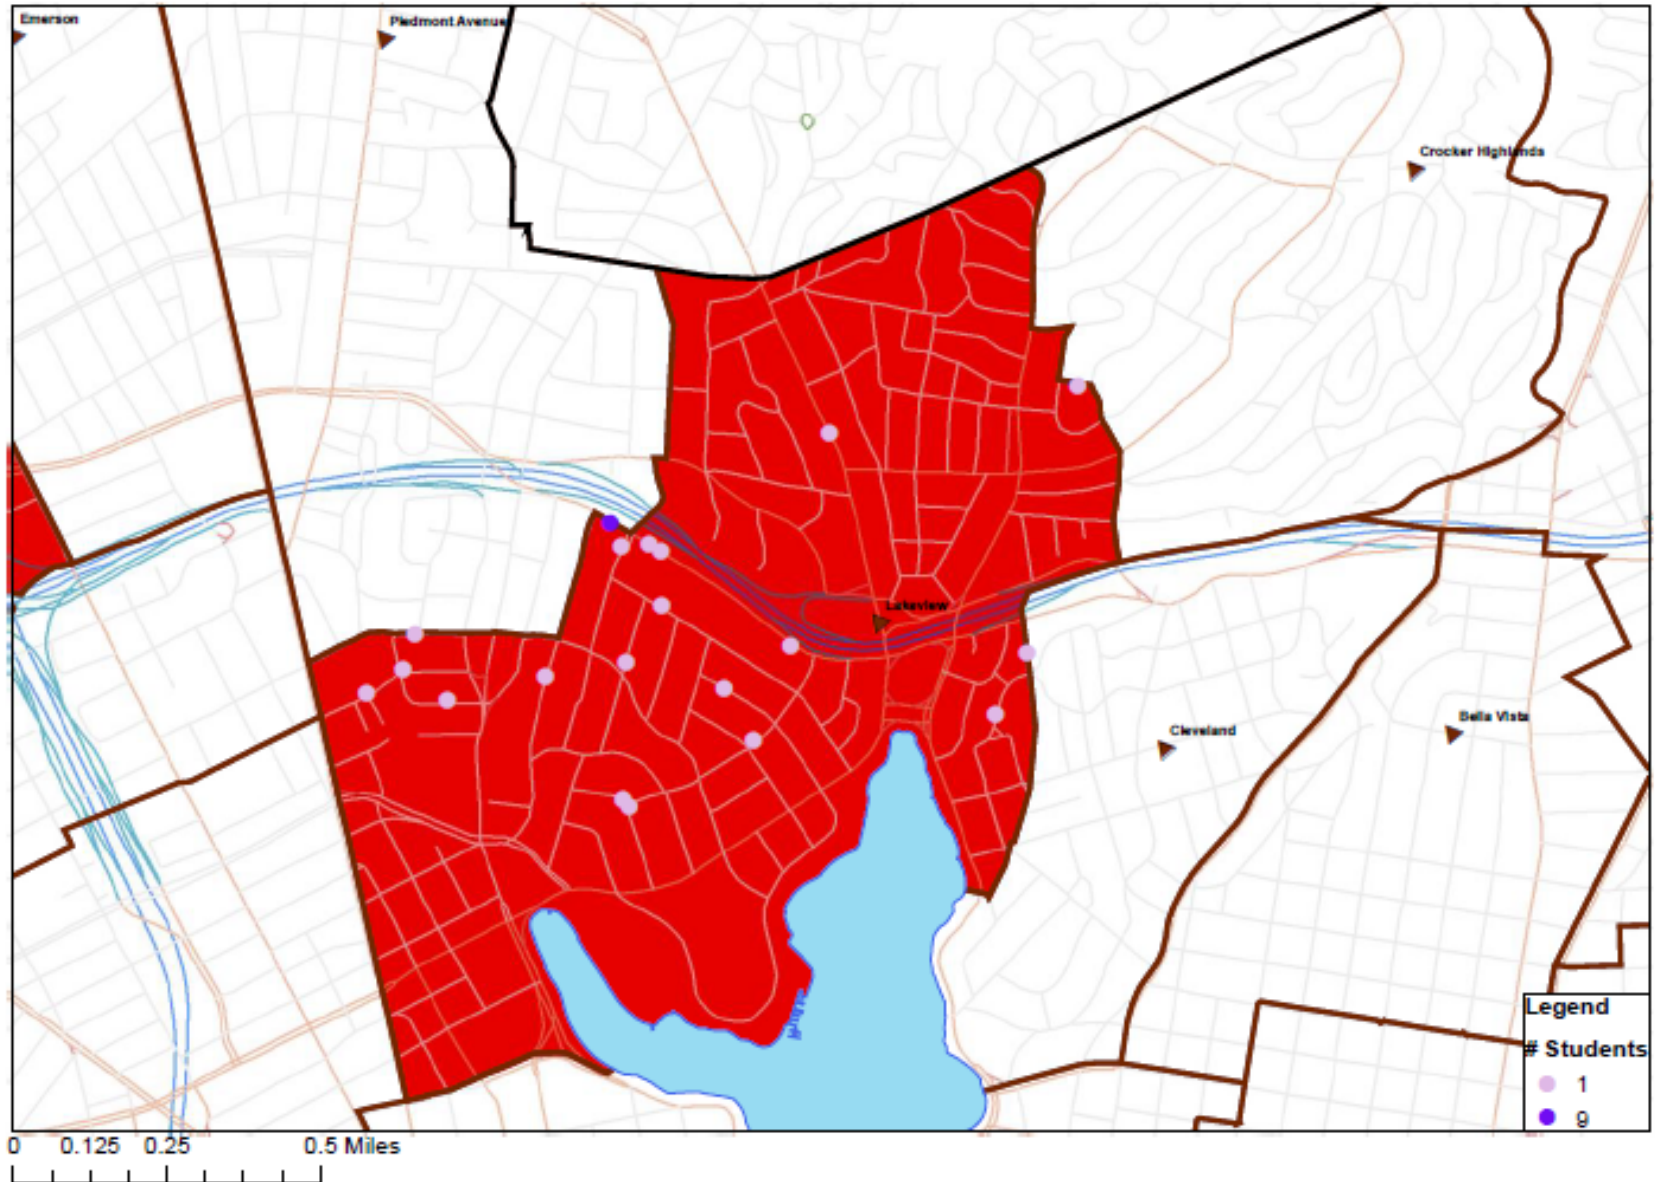 Emerson
Piedmont Avenue
Crocker Highlands
Lakeview
Cleveland
Bella Vista
Legend
# Students
1
9
0 0.125 0.25 0.5 Miles